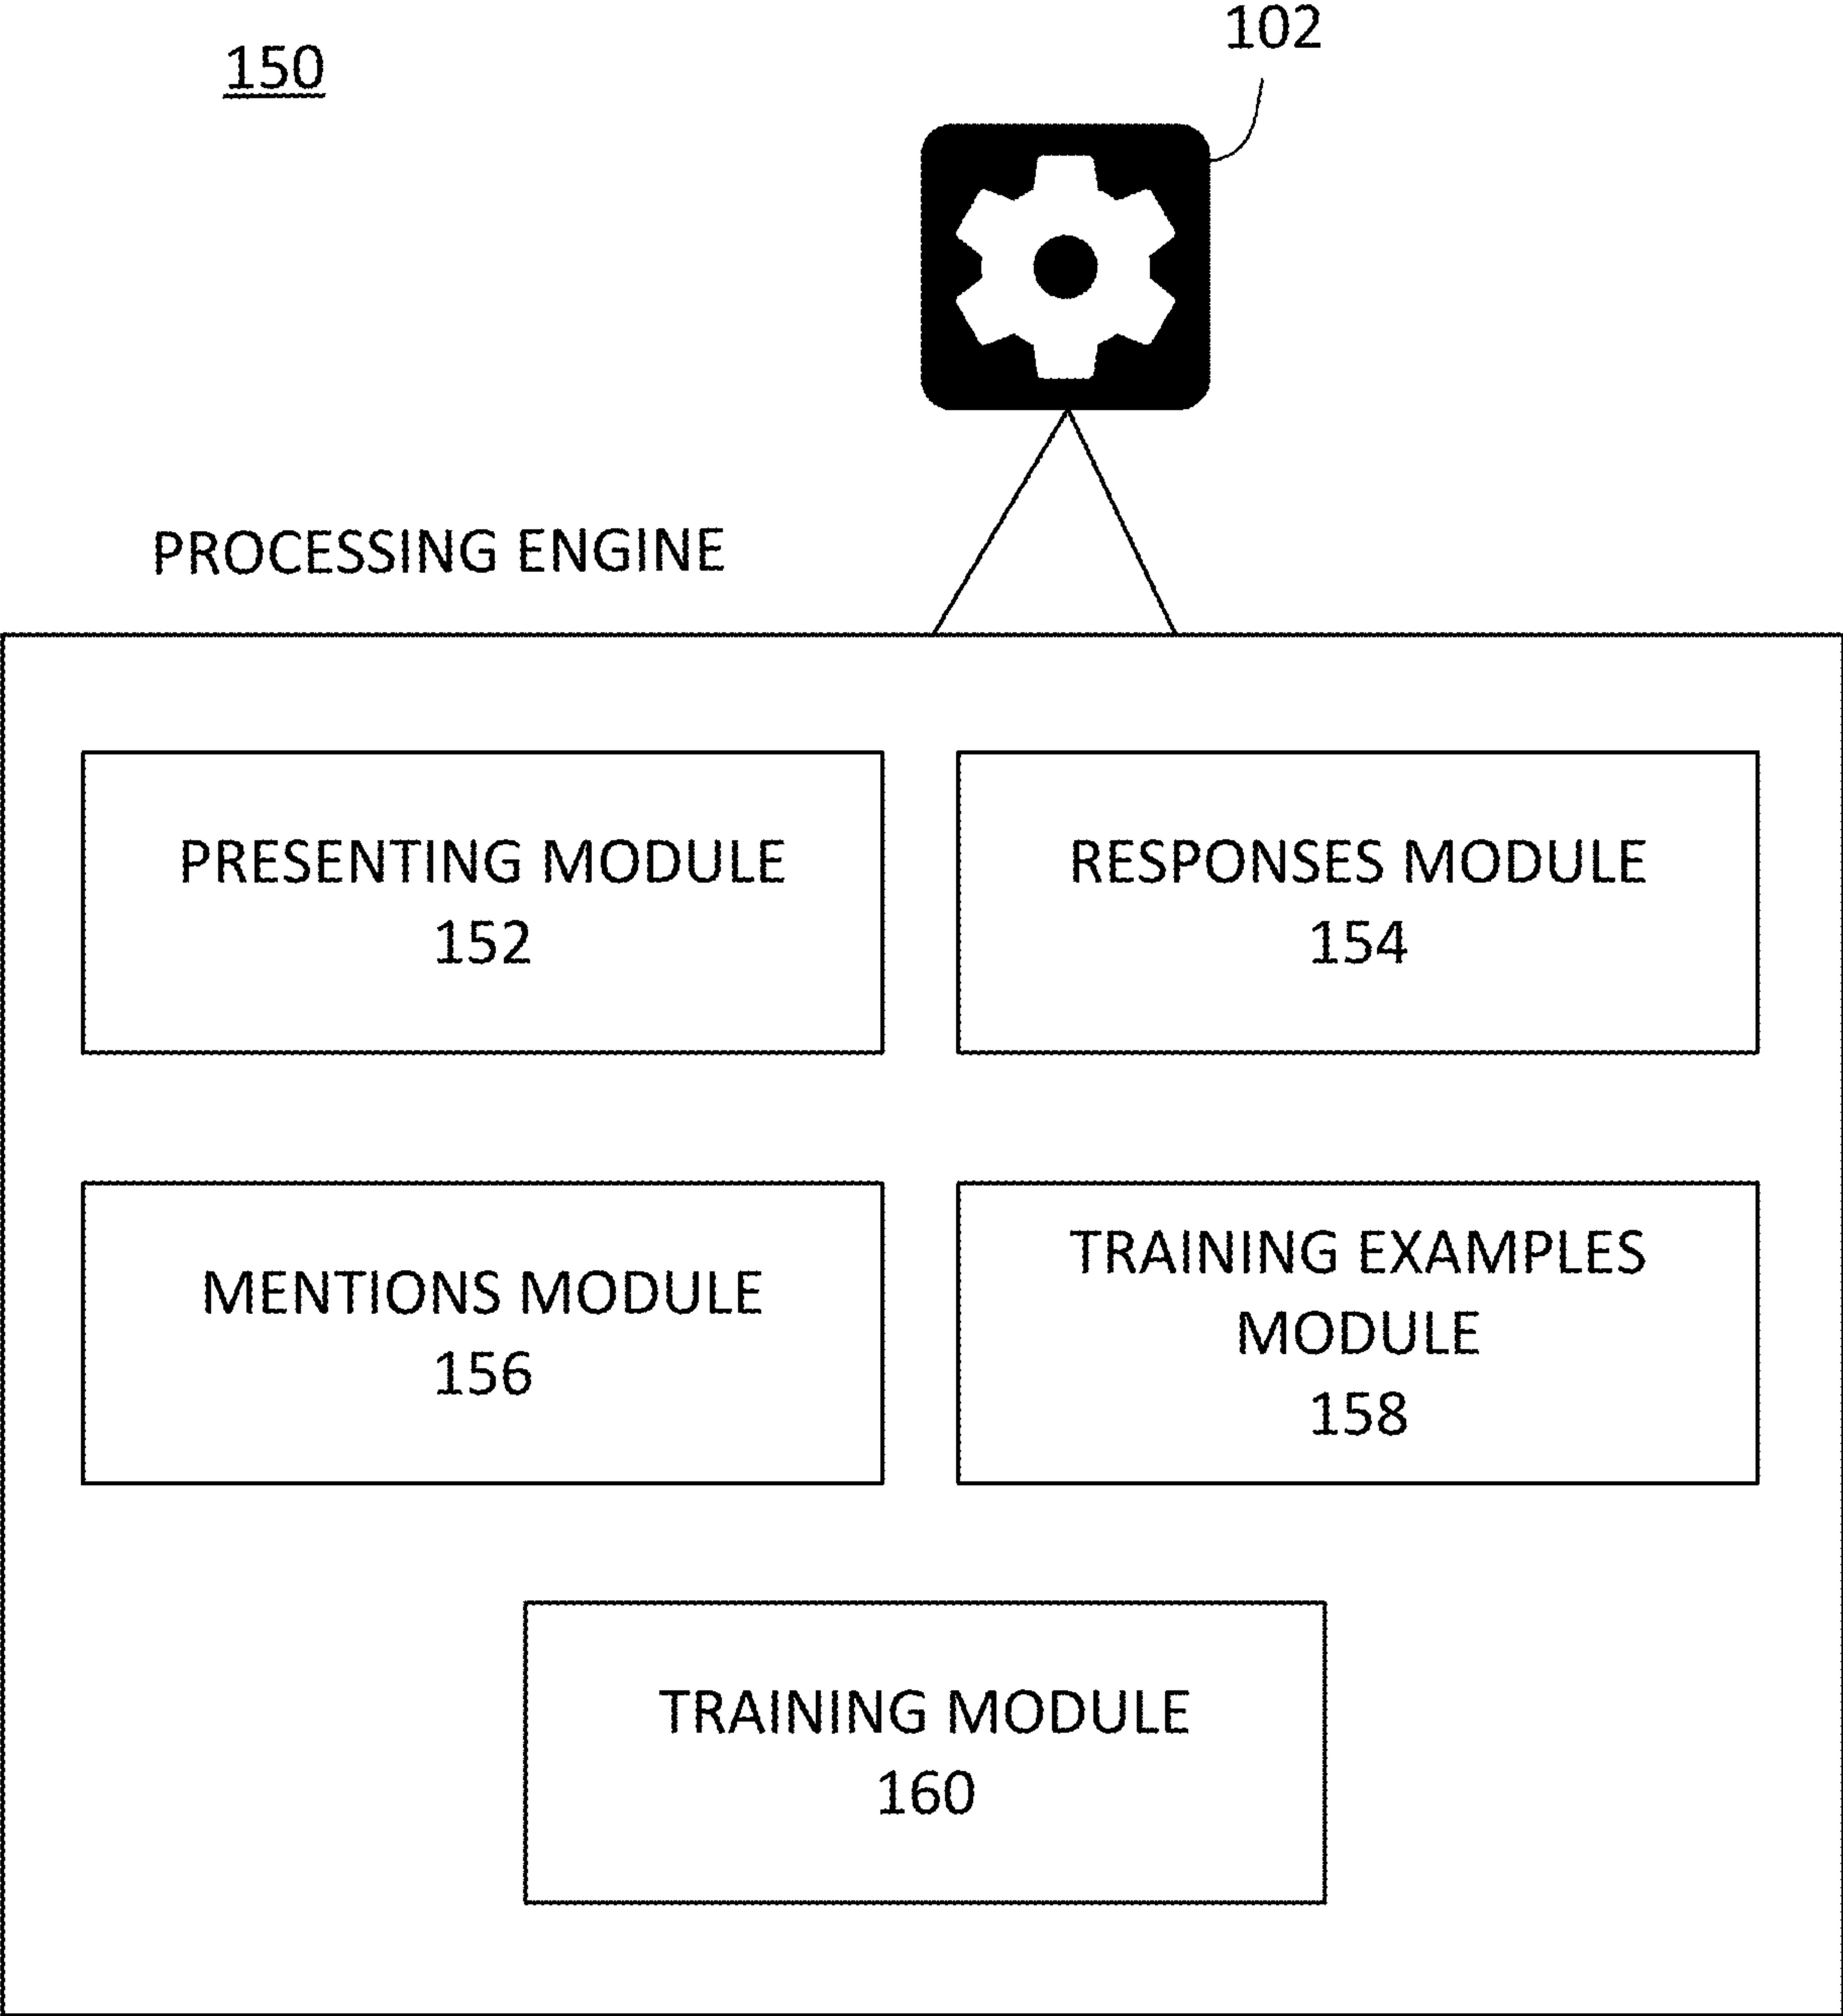 102
150
PROCESSING ENGINE
PRESENTING MODULE
152
RESPONSES MODULE
154
MENTIONS MODULE
156
TRAINING EXAMPLES
MODULE
158
TRAINING MODULE
160